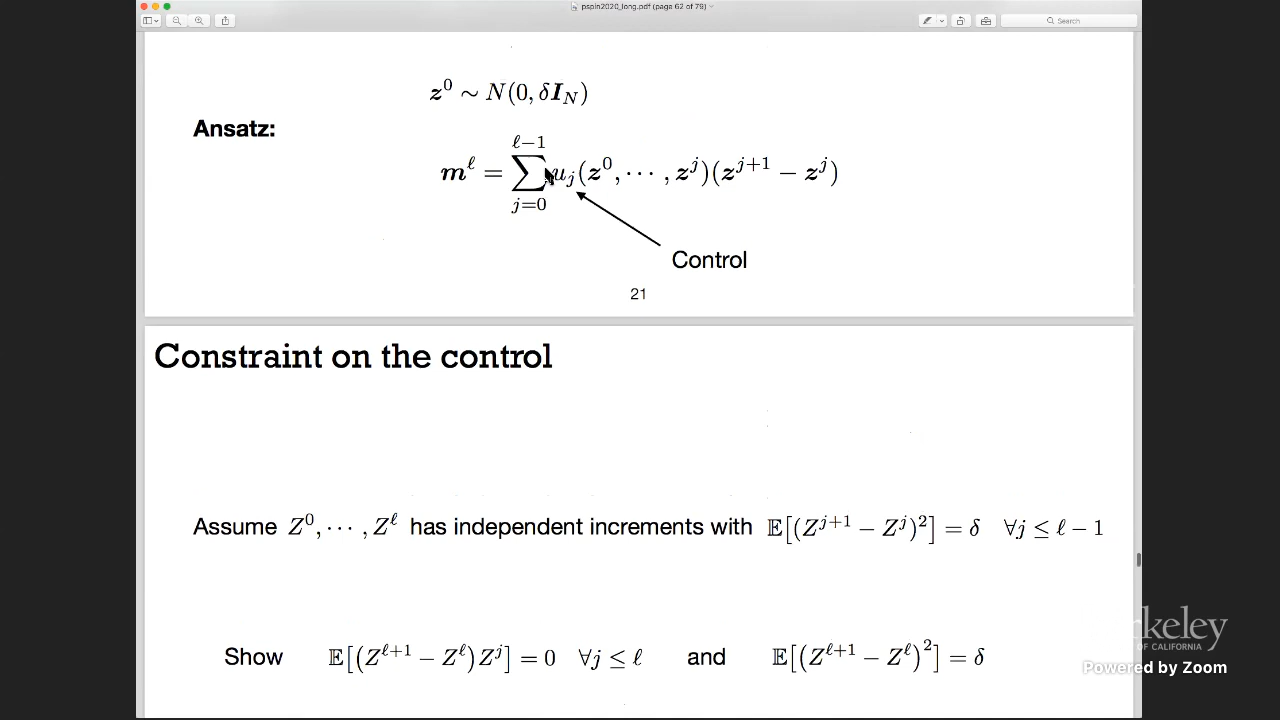 pspin2020_long.pdf (page 62 of 79)
Search
z^0 ∼ N(0, δI_N)
Ansatz:
m^ℓ = ∑_{j=0}^{ℓ−1} u_j(z^0, ⋯ , z^j)(z^{j+1} − z^j)
Control
21
Constraint on the control
Assume Z^0, ⋯ , Z^ℓ has independent increments with 𝔼[(Z^{j+1} − Z^j)^2] = δ ∀j ≤ ℓ − 1
Show 𝔼[(Z^{ℓ+1} − Z^ℓ)Z^j] = 0 ∀j ≤ ℓ and 𝔼[(Z^{ℓ+1} − Z^ℓ)^2] = δ
keley
OF CALIFORNIA
Powered by Zoom